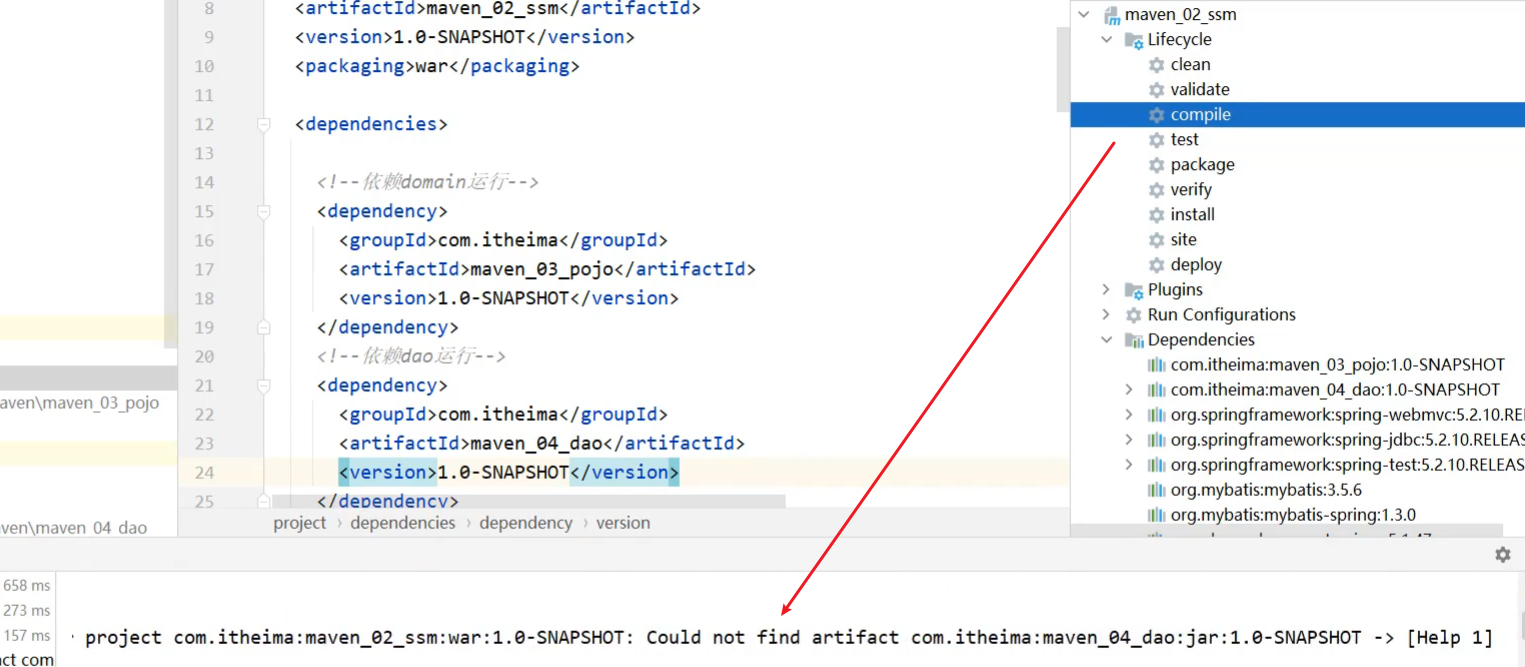 8 <artifactId>maven_02_ssm</artifactId>
9 <version>1.0-SNAPSHOT</version>
10 <packaging>war</packaging>
11
12 <dependencies>
13
14 <!--依赖domain运行-->
15 <dependency>
16 <groupId>com.itheima</groupId>
17 <artifactId>maven_03_pojo</artifactId>
18 <version>1.0-SNAPSHOT</version>
19 </dependency>
20 <!--依赖dao运行-->
21 <dependency>
22 <groupId>com.itheima</groupId>
23 <artifactId>maven_04_dao</artifactId>
24 <version>1.0-SNAPSHOT</version>
25 </dependency>
project › dependencies › dependency › version
aven\maven_03_pojo
ven\maven_04_dao
maven_02_ssm
Lifecycle
clean
validate
compile
test
package
verify
install
site
deploy
Plugins
Run Configurations
Dependencies
com.itheima:maven_03_pojo:1.0-SNAPSHOT
com.itheima:maven_04_dao:1.0-SNAPSHOT
org.springframework:spring-webmvc:5.2.10.RE
org.springframework:spring-jdbc:5.2.10.RELEAS
org.springframework:spring-test:5.2.10.RELEAS
org.mybatis:mybatis:3.5.6
org.mybatis:mybatis-spring:1.3.0
658 ms
273 ms
157 ms
act com
project com.itheima:maven_02_ssm:war:1.0-SNAPSHOT: Could not find artifact com.itheima:maven_04_dao:jar:1.0-SNAPSHOT -> [Help 1]